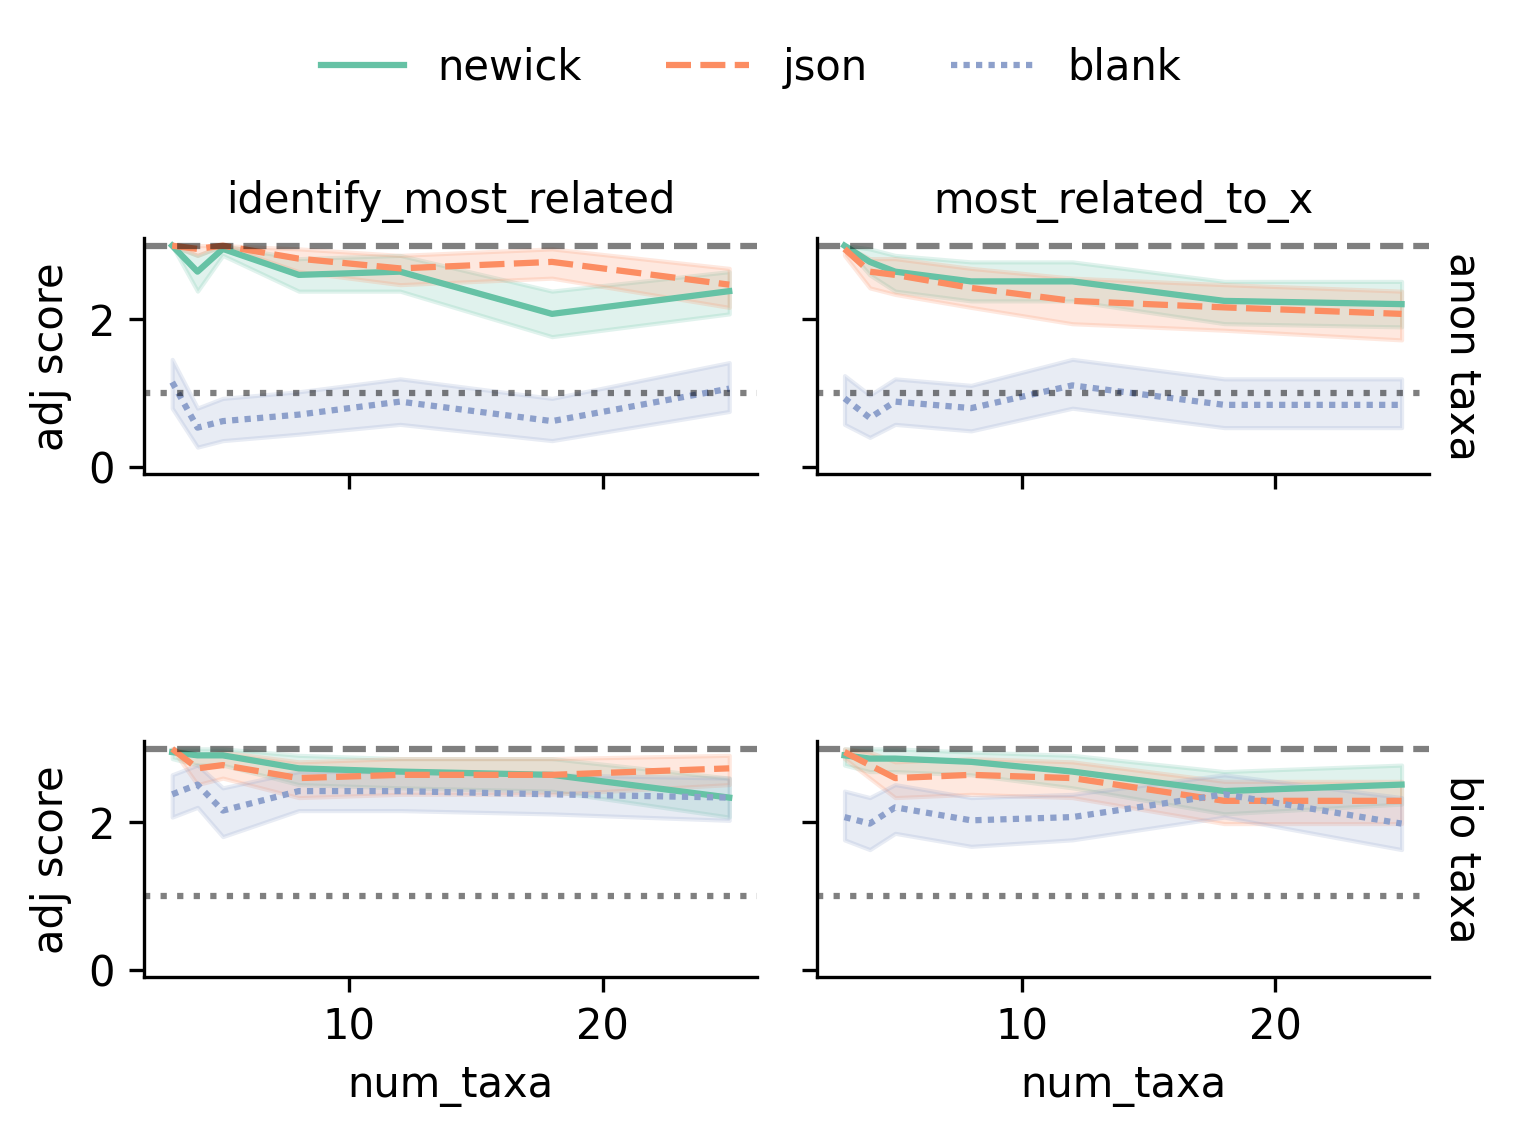 newick json blank
identify_most_related most_related_to_x
adj score
2
0
anon taxa
adj score
2
0
bio taxa
10 20 10 20
num_taxa num_taxa